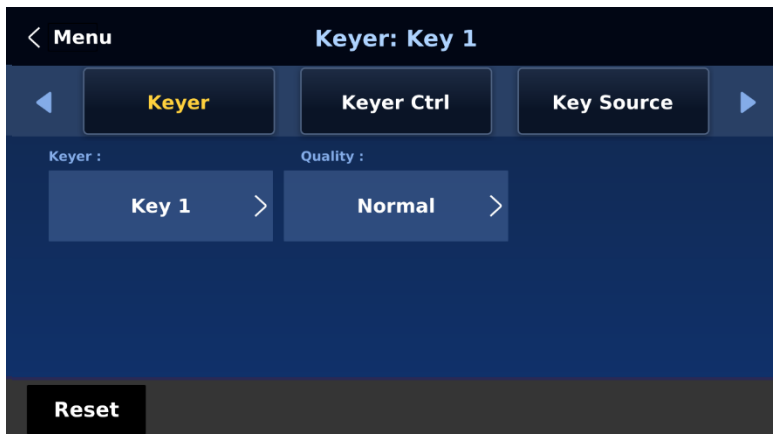 Menu
Keyer: Key 1
Keyer
Keyer Ctrl
Key Source
Keyer :
Quality :
Key 1
Normal
Reset